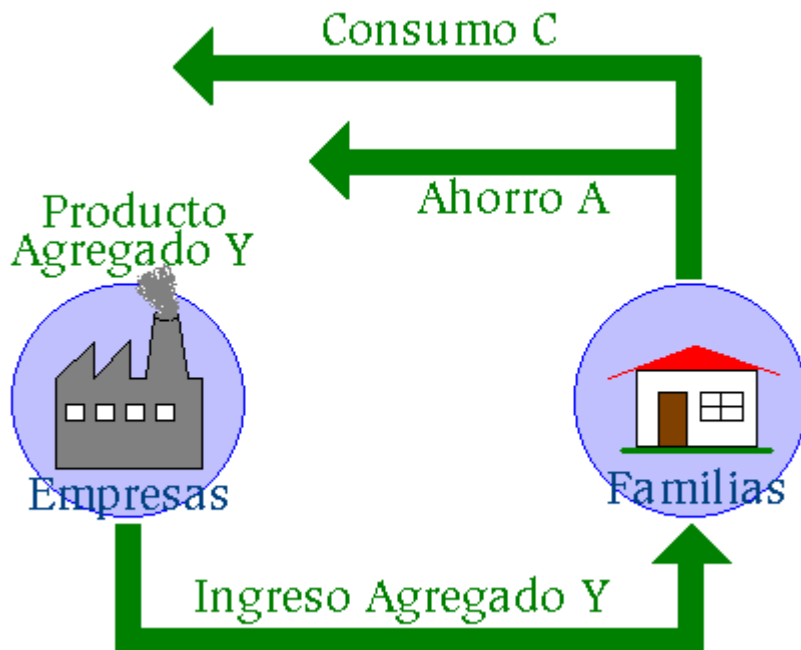 Consumo C
Ahorro A
Producto
Agregado Y
Empresas
Familias
Ingreso Agregado Y